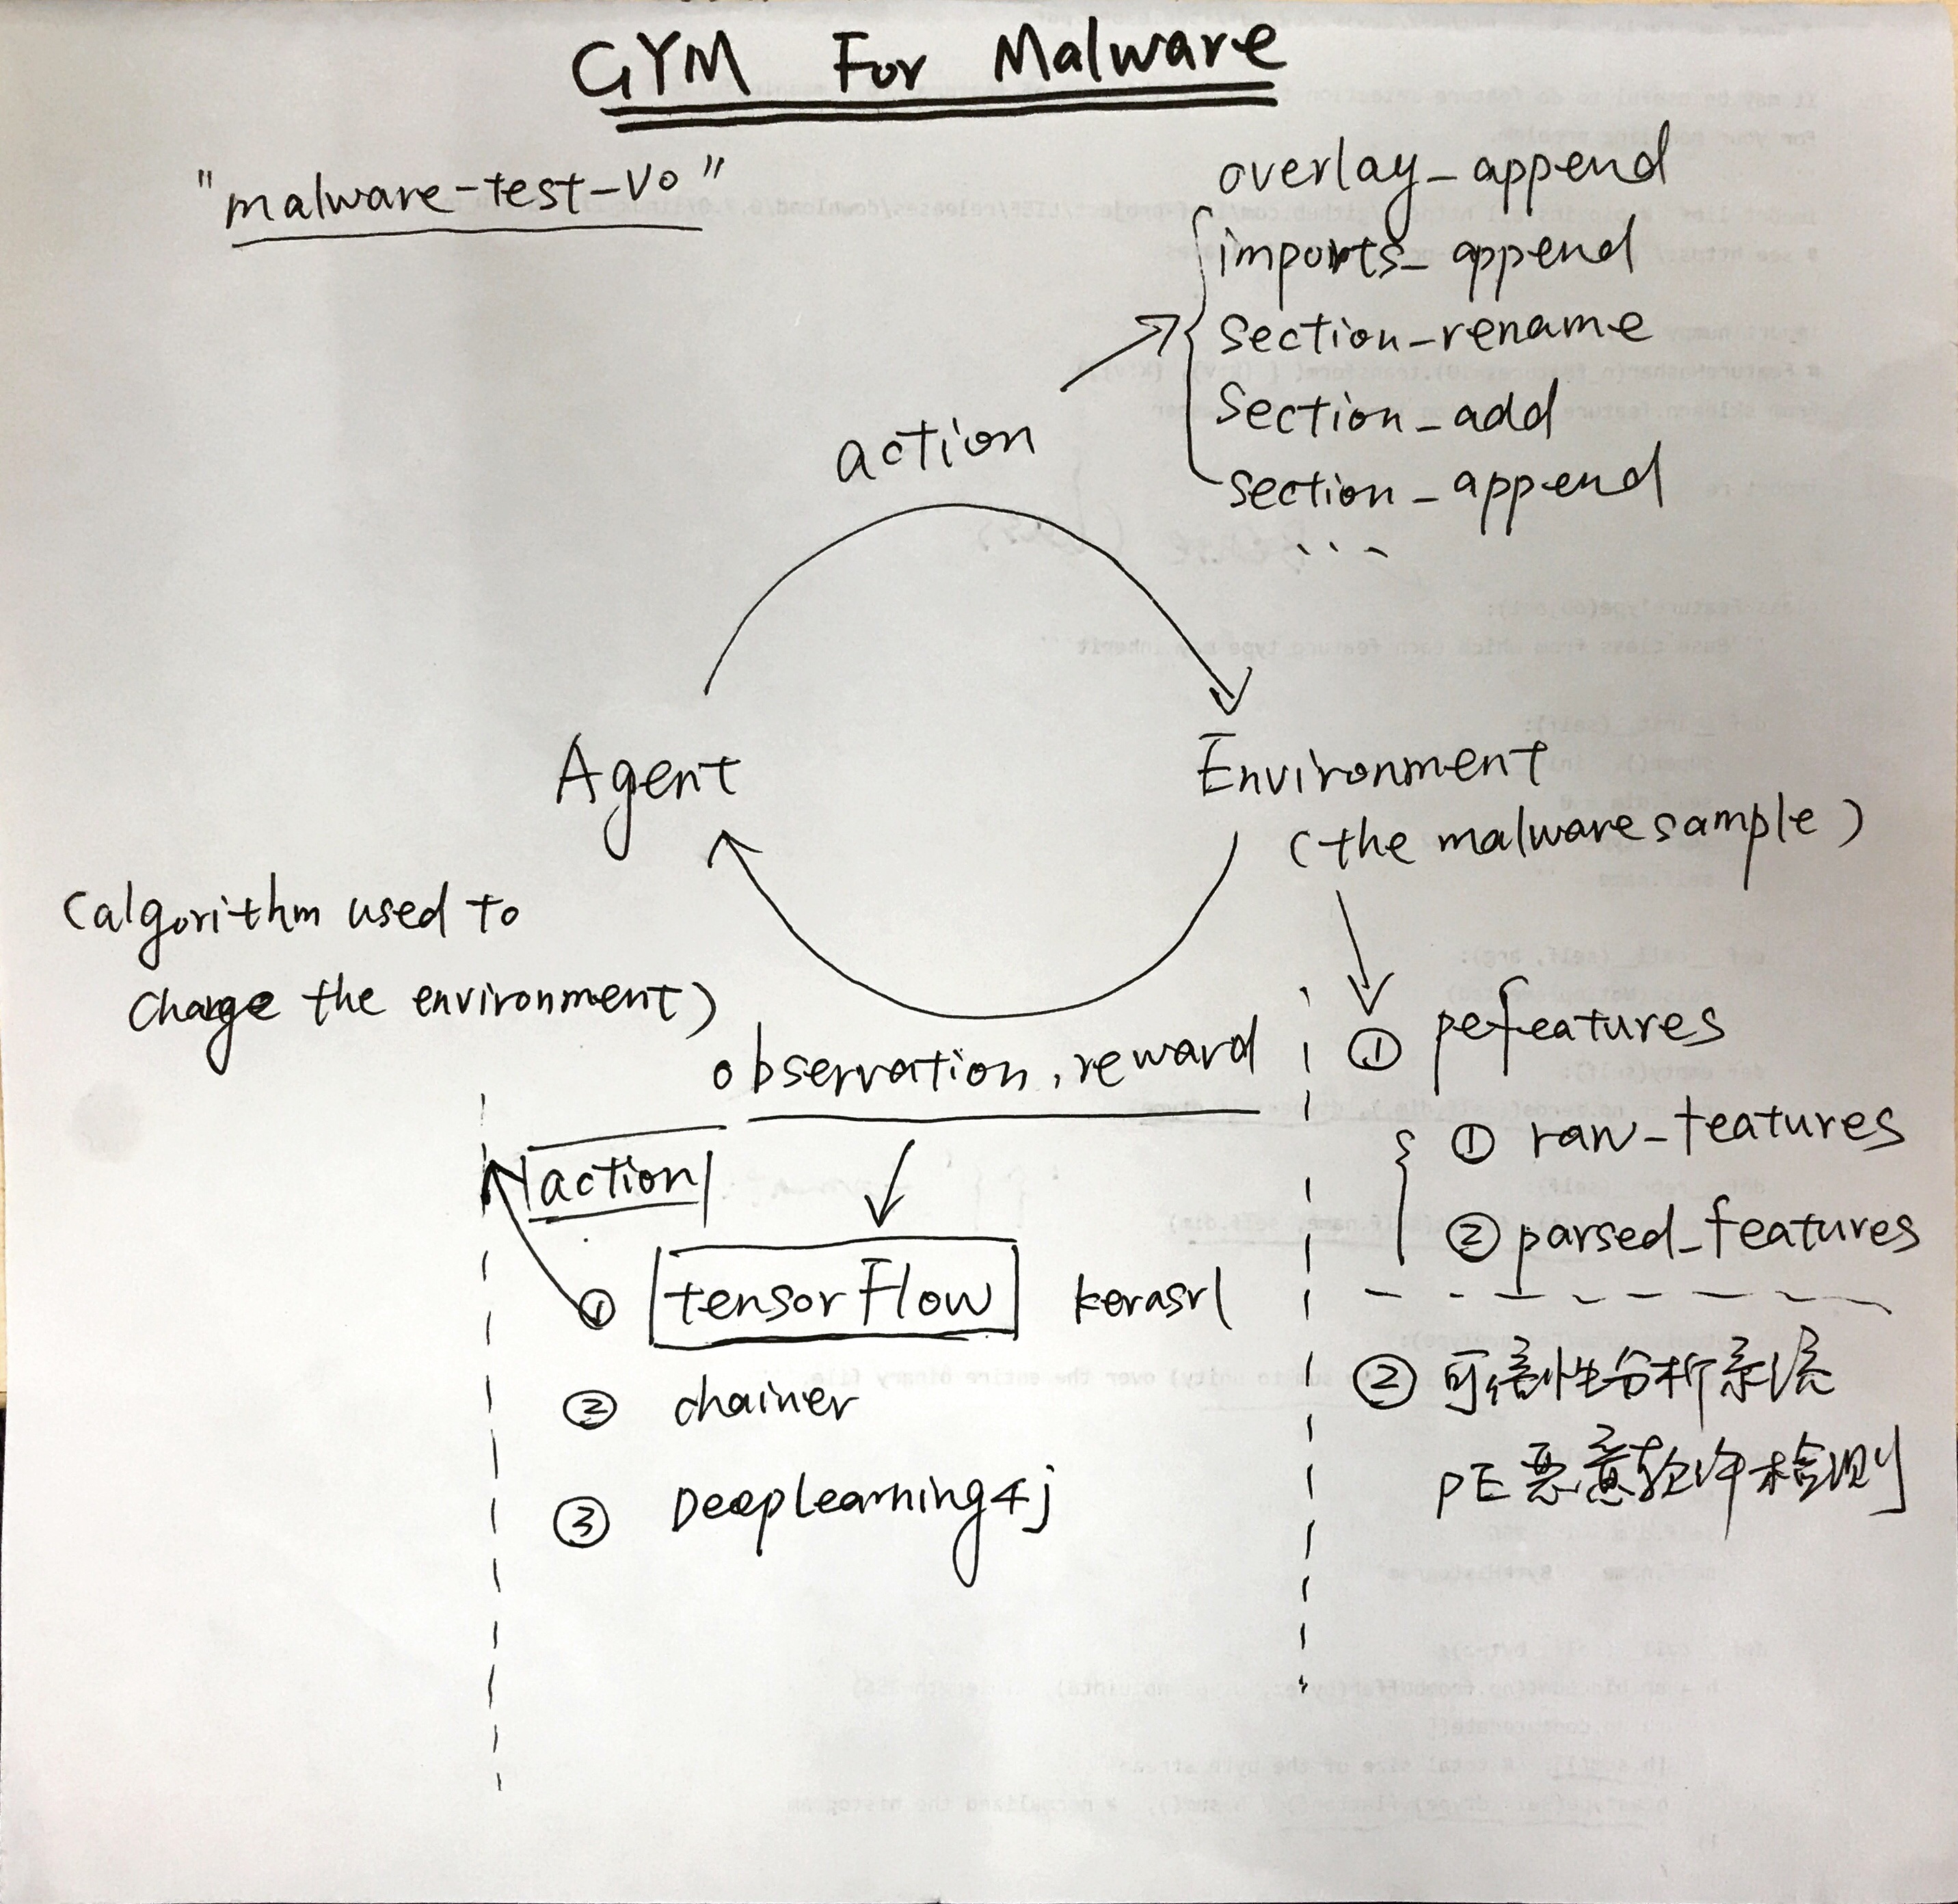 GYM For Malware
"malware-test-v0"
overlay_append
imports_append
section_rename
section_add
section_append
...
action
Agent
Environment
(the malware sample)
(algorithm used to
change the environment)
observation, reward
① pefeatures
① raw_features
② parsed_features
action
① tensorFlow kerasrl
② chainer
③ Deeplearning4j
② 可信性分析系统
PE恶意软件检测